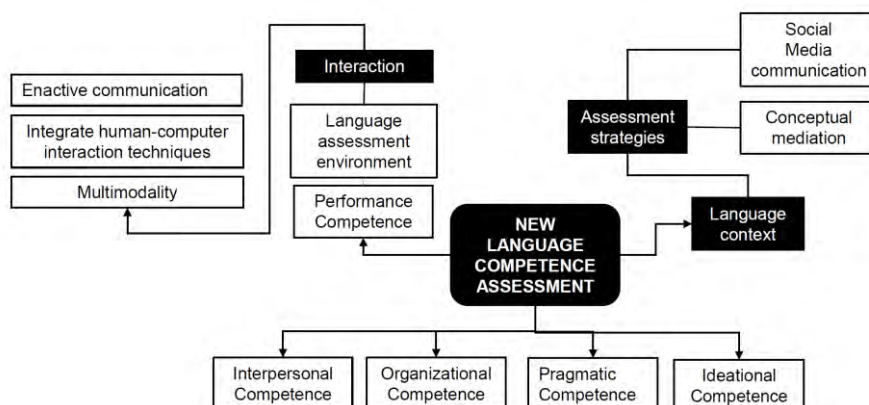 Social
Media
communication
Interaction
Enactive communication
Integrate human-computer
interaction techniques
Multimodality
Language
assessment
environment
Performance
Competence
Assessment
strategies
Conceptual
mediation
NEW
LANGUAGE
COMPETENCE
ASSESSMENT
Language
context
Interpersonal
Competence
Organizational
Competence
Pragmatic
Competence
Ideational
Competence